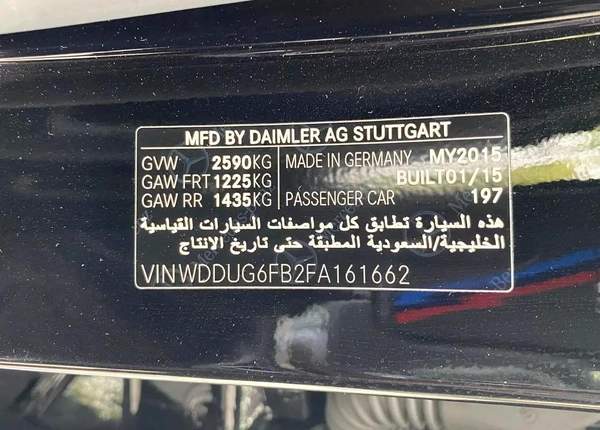 MFD BY DAIMLER AG STUTTGART
GVW 2590KG MADE IN GERMANY MY2015
GAW FRT 1225KG BUILT01/15
GAW RR 1435KG PASSENGER CAR 197
هذه السيارة تطابق كل مواصفات السيارات القياسية
الخليجية/السعودية المطبقة حتى تاريخ الانتاج
VINWDDUG6FB2FA161662